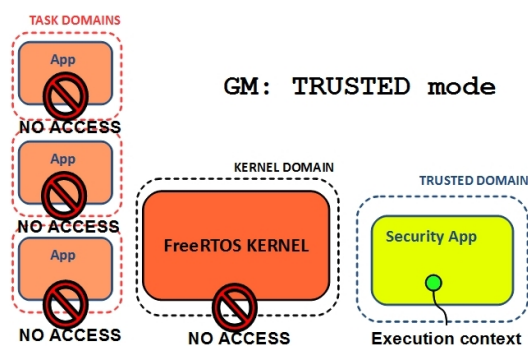 TASK DOMAINS
App
NO ACCESS
App
NO ACCESS
App
NO ACCESS
GM: TRUSTED mode
KERNEL DOMAIN
FreeRTOS KERNEL
NO ACCESS
TRUSTED DOMAIN
Security App
Execution context